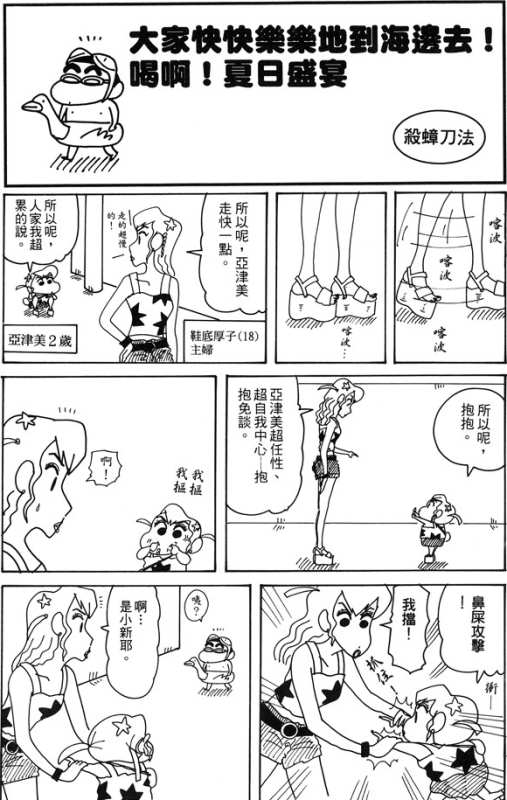 大家快快樂樂地到海邊去！
喝啊！夏日盛宴
殺蟑刀法
喀波
喀波
喀波
喀波…
所以呢，亞津美
走快一點。
走的超慢
的！
鞋底厚子(18)
主婦
所以呢，
人家我超
累的說。
亞津美２歲
所以呢，
抱抱。
亞津美超任性、
超自我中心…抱
抱免談。
我摳
我摳
啊！
鼻屎攻擊
！
衝—
我擋！
抓住！
咦？
啊…
是小新耶。